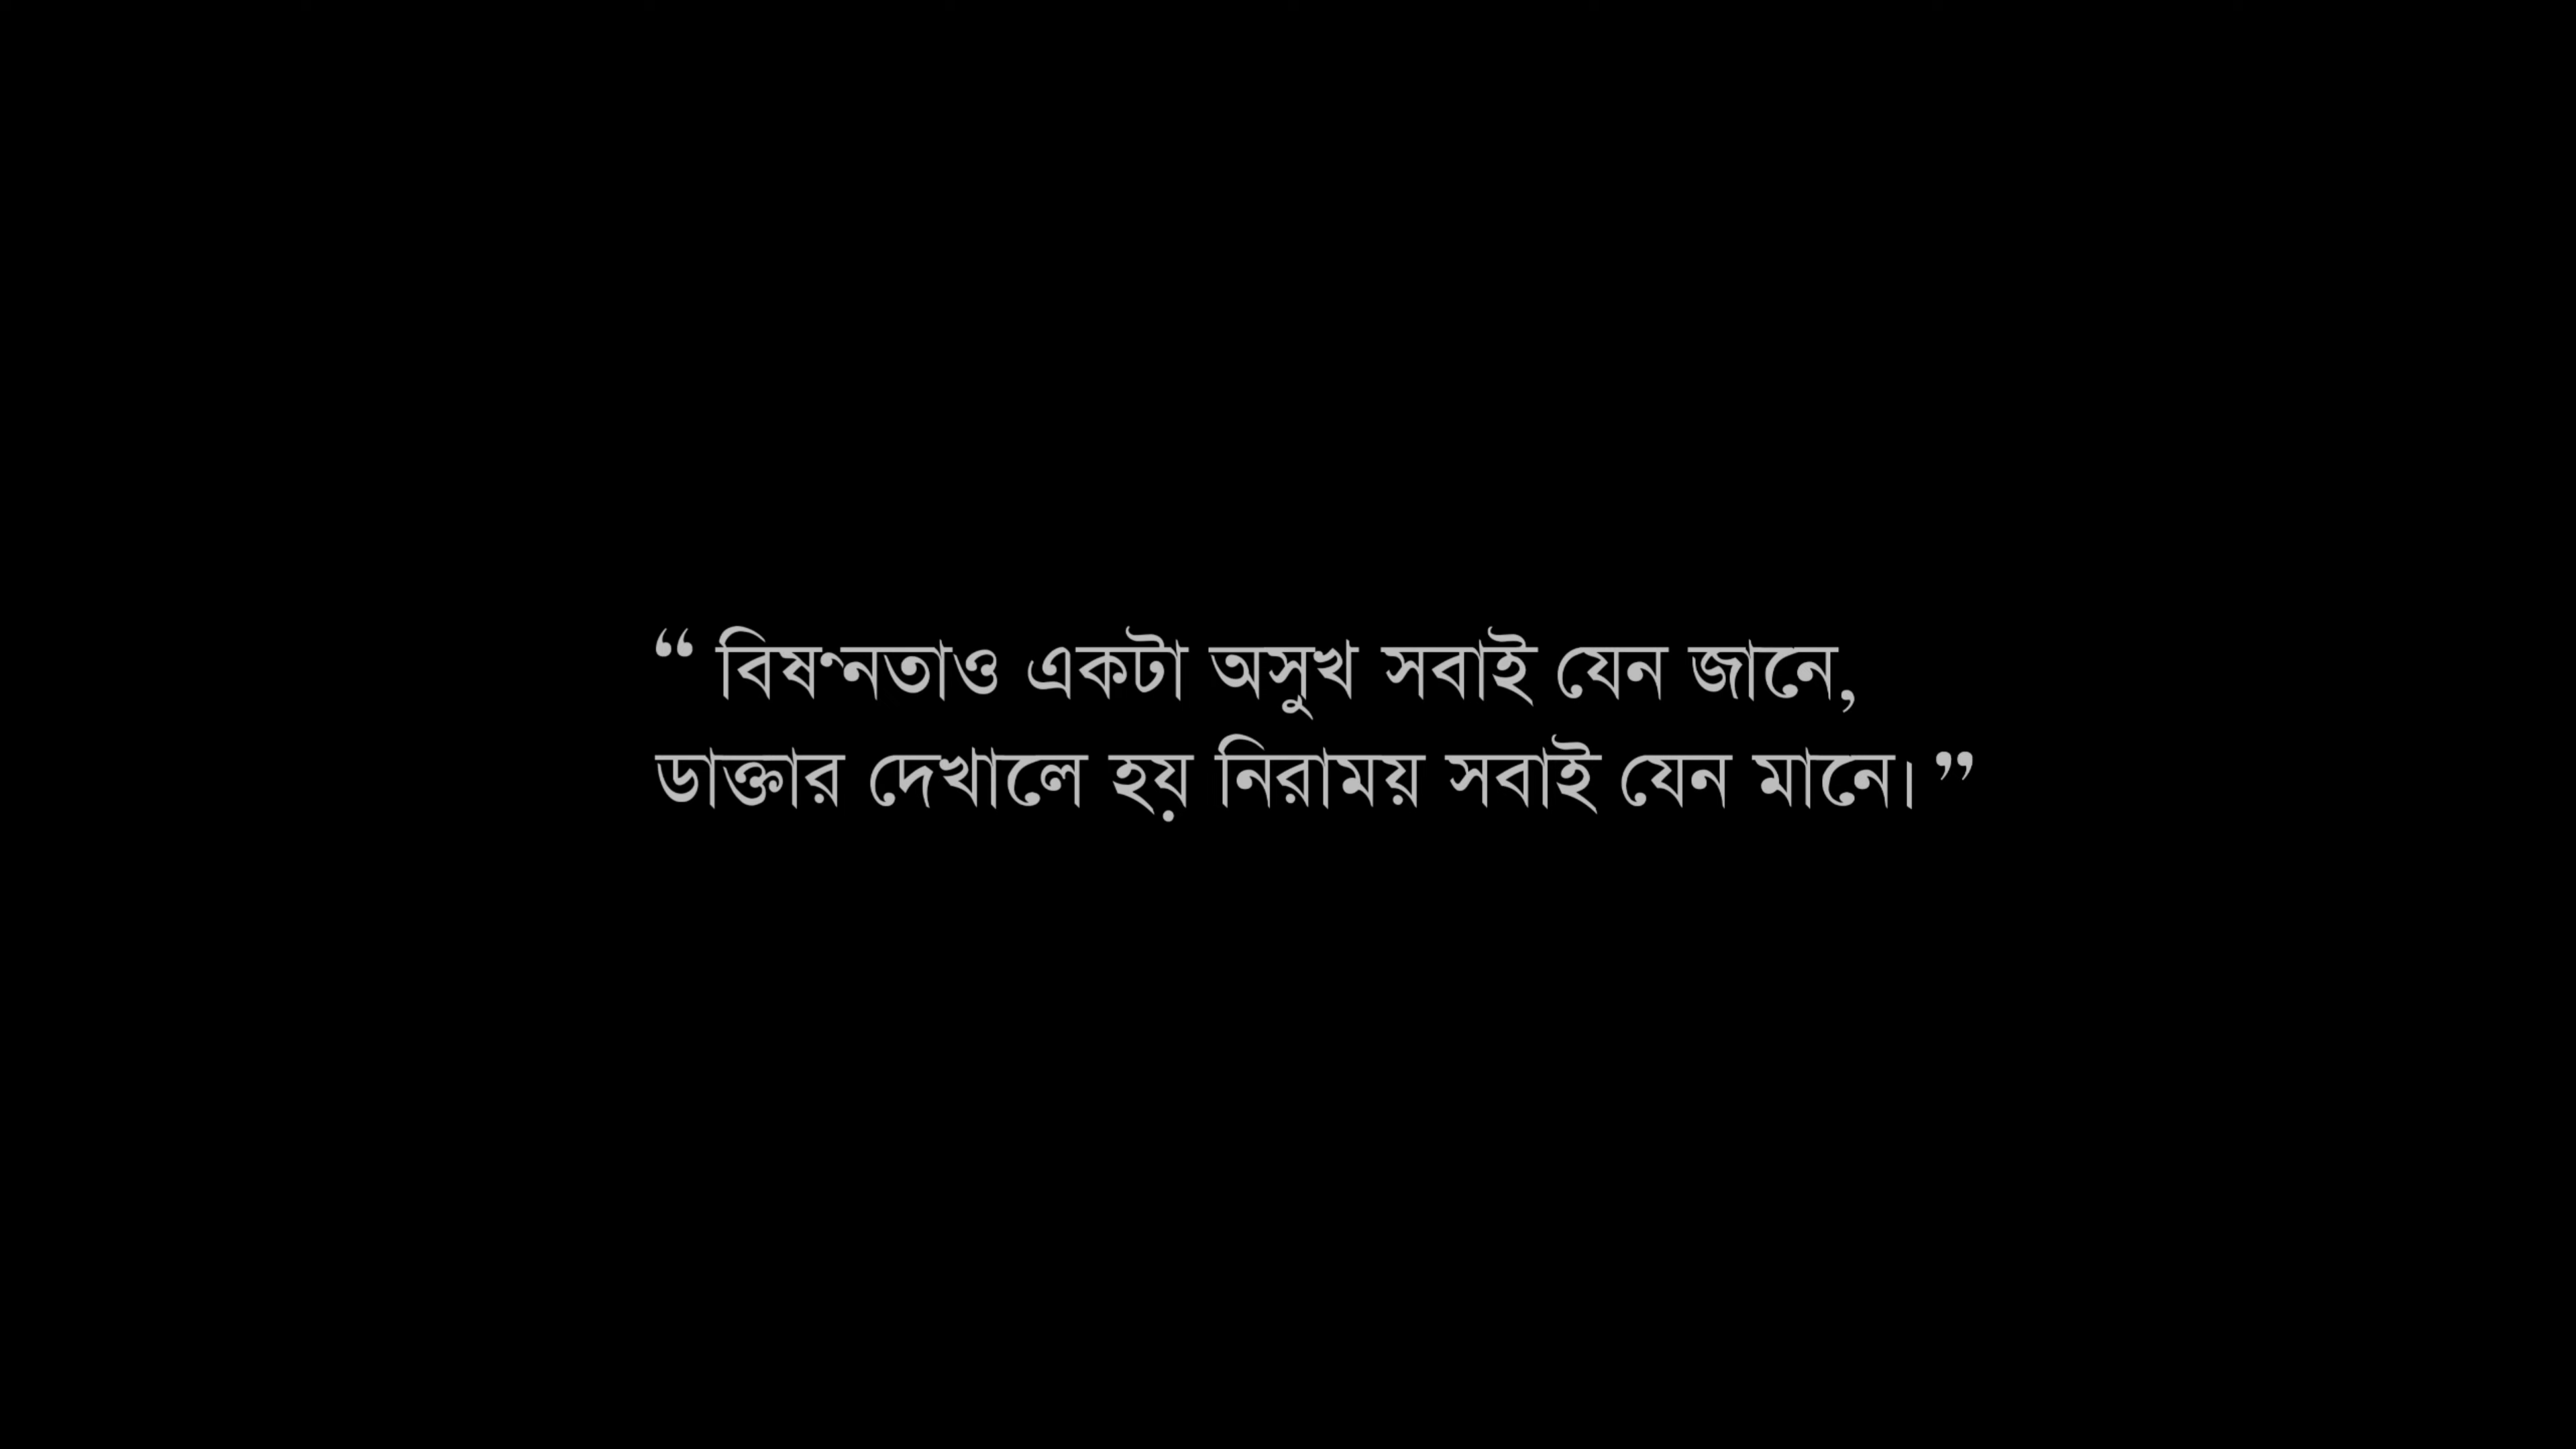 “ বিষণ্নতাও একটা অসুখ সবাই যেন জানে,
ডাক্তার দেখালে হয় নিরাময় সবাই যেন মানে। ”